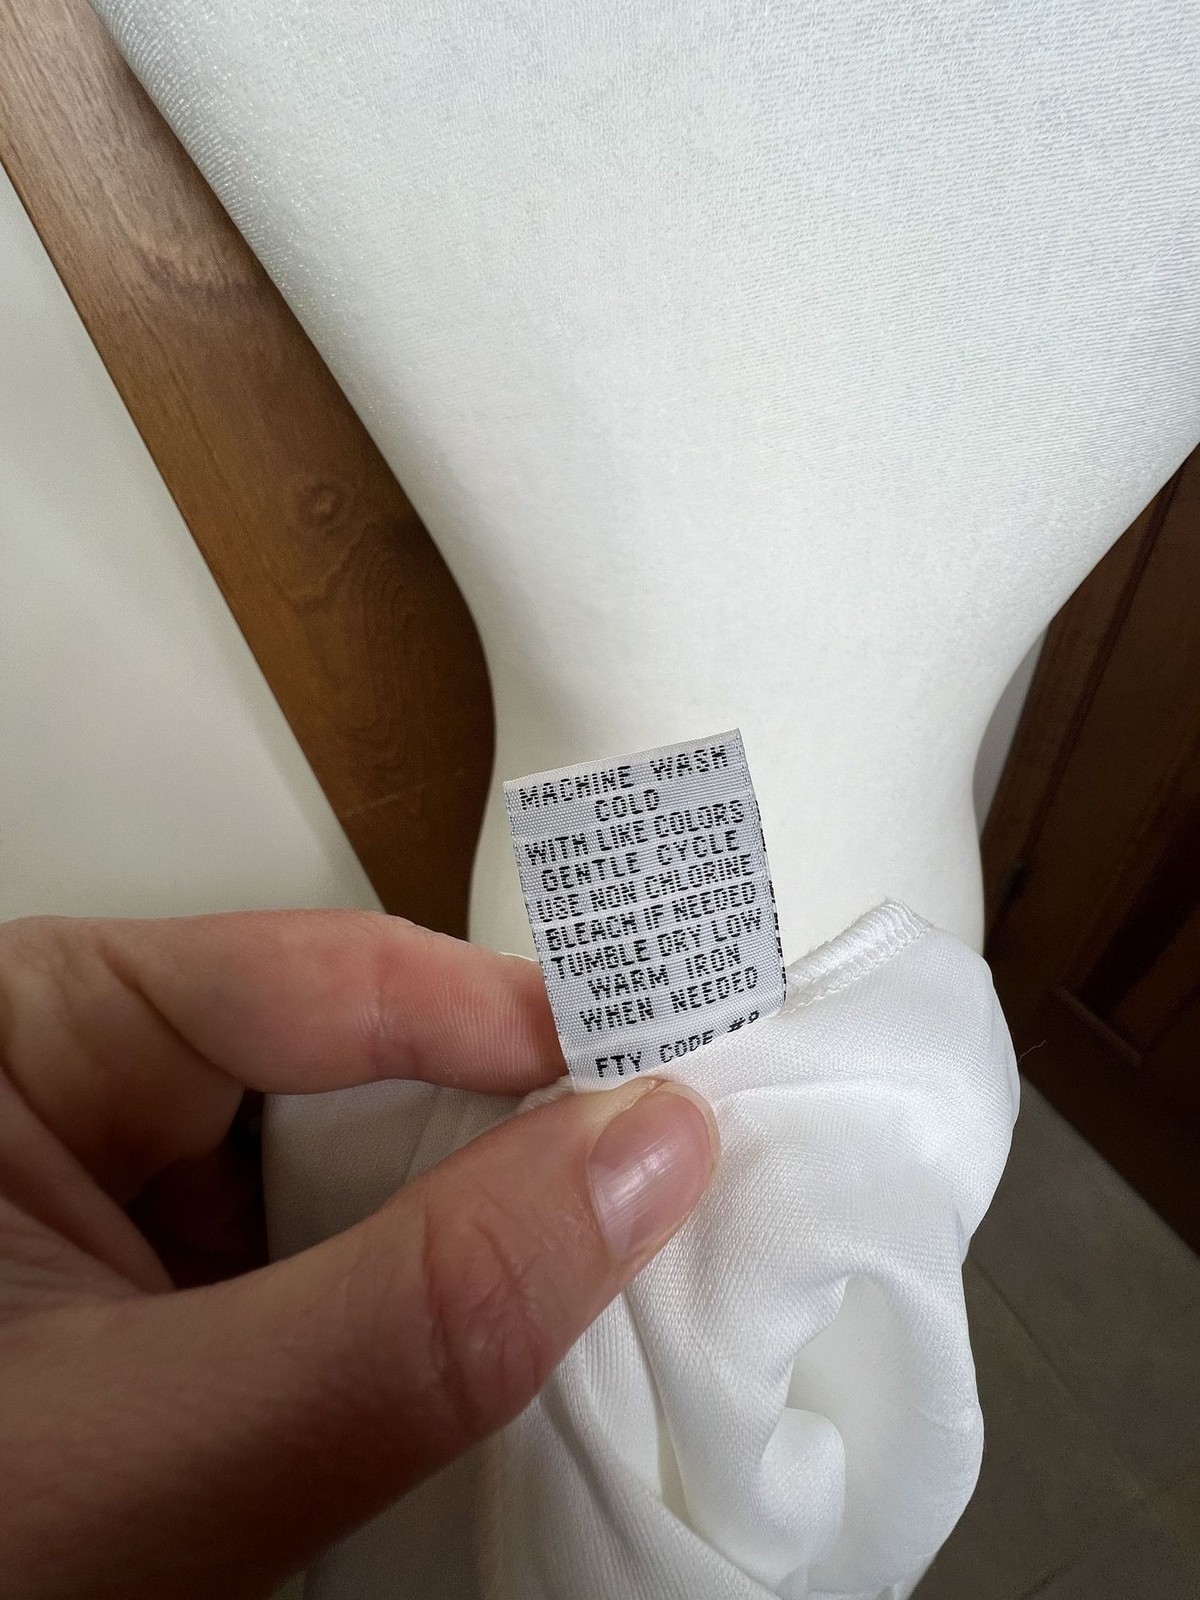 MACHINE WASH
COLD
WITH LIKE COLORS
GENTLE CYCLE
USE NON CHLORINE
BLEACH IF NEEDED
TUMBLE DRY LOW
WARM IRON
WHEN NEEDED
FTY CODE